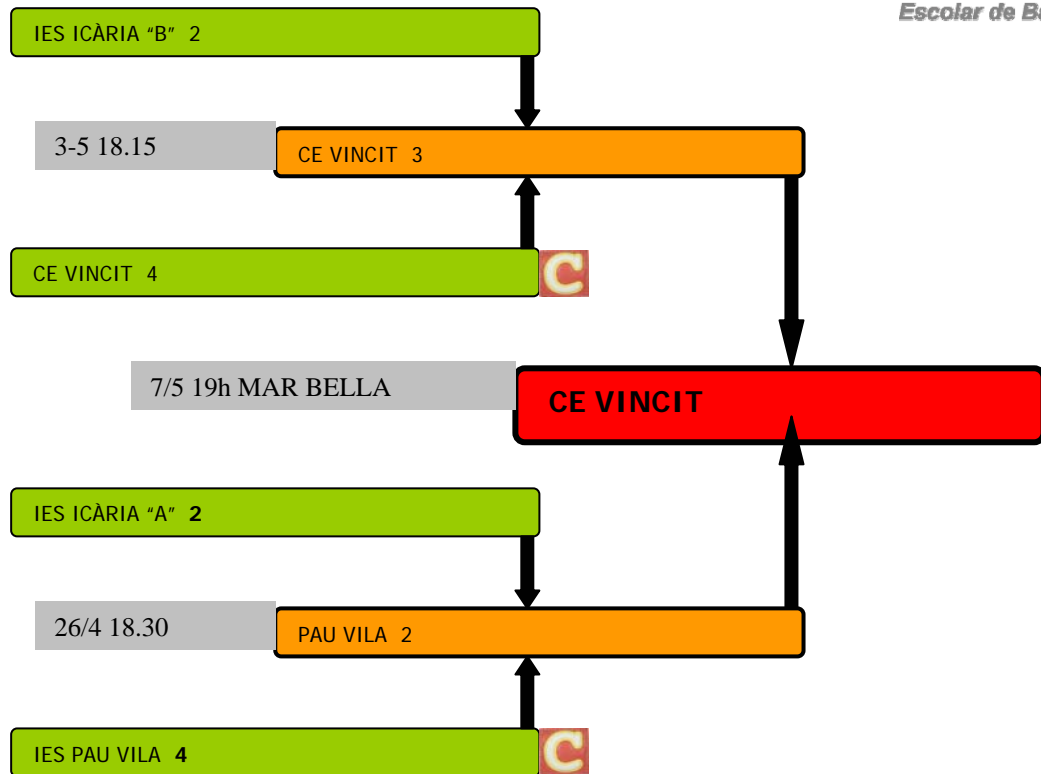 Escolar de
IES ICÀRIA “B” 2
3-5 18.15
CE VINCIT 3
CE VINCIT 4
C
7/5 19h MAR BELLA
CE VINCIT
IES ICÀRIA “A” 2
26/4 18.30
PAU VILA 2
IES PAU VILA 4
C